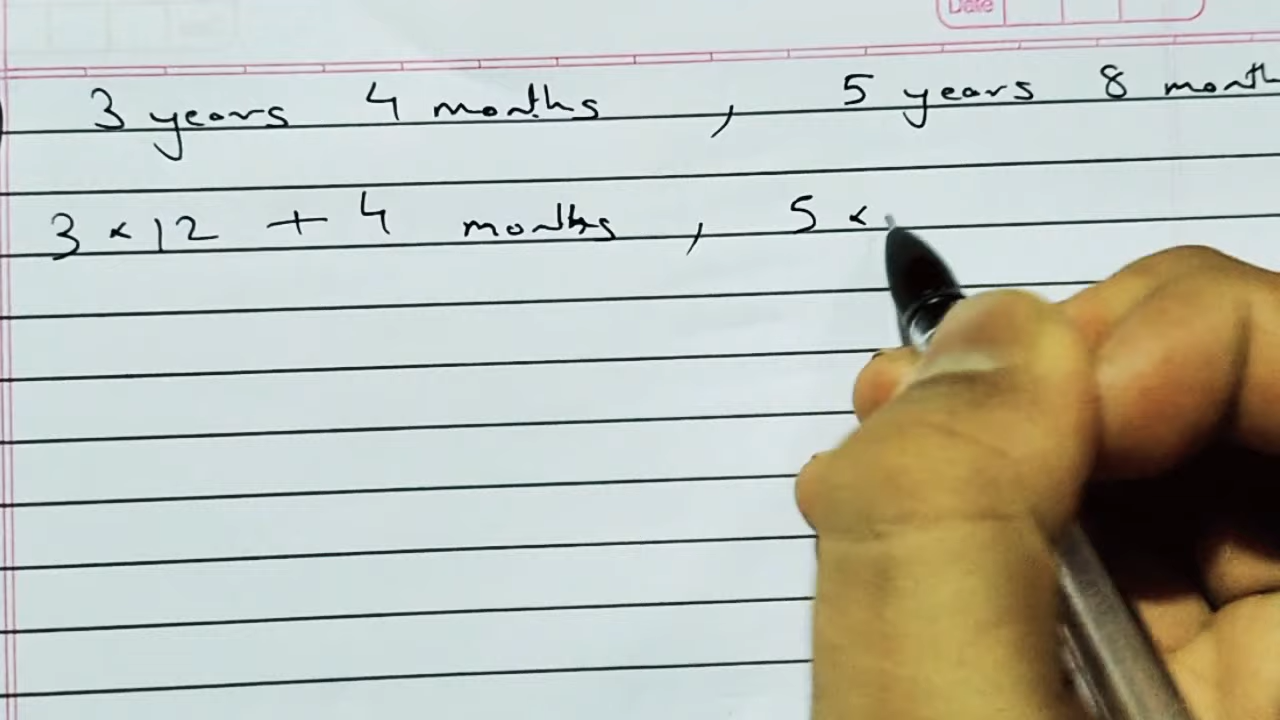 Date
3 years 4 months , 5 years 8 month
3 × 12 + 4 months , 5 ×